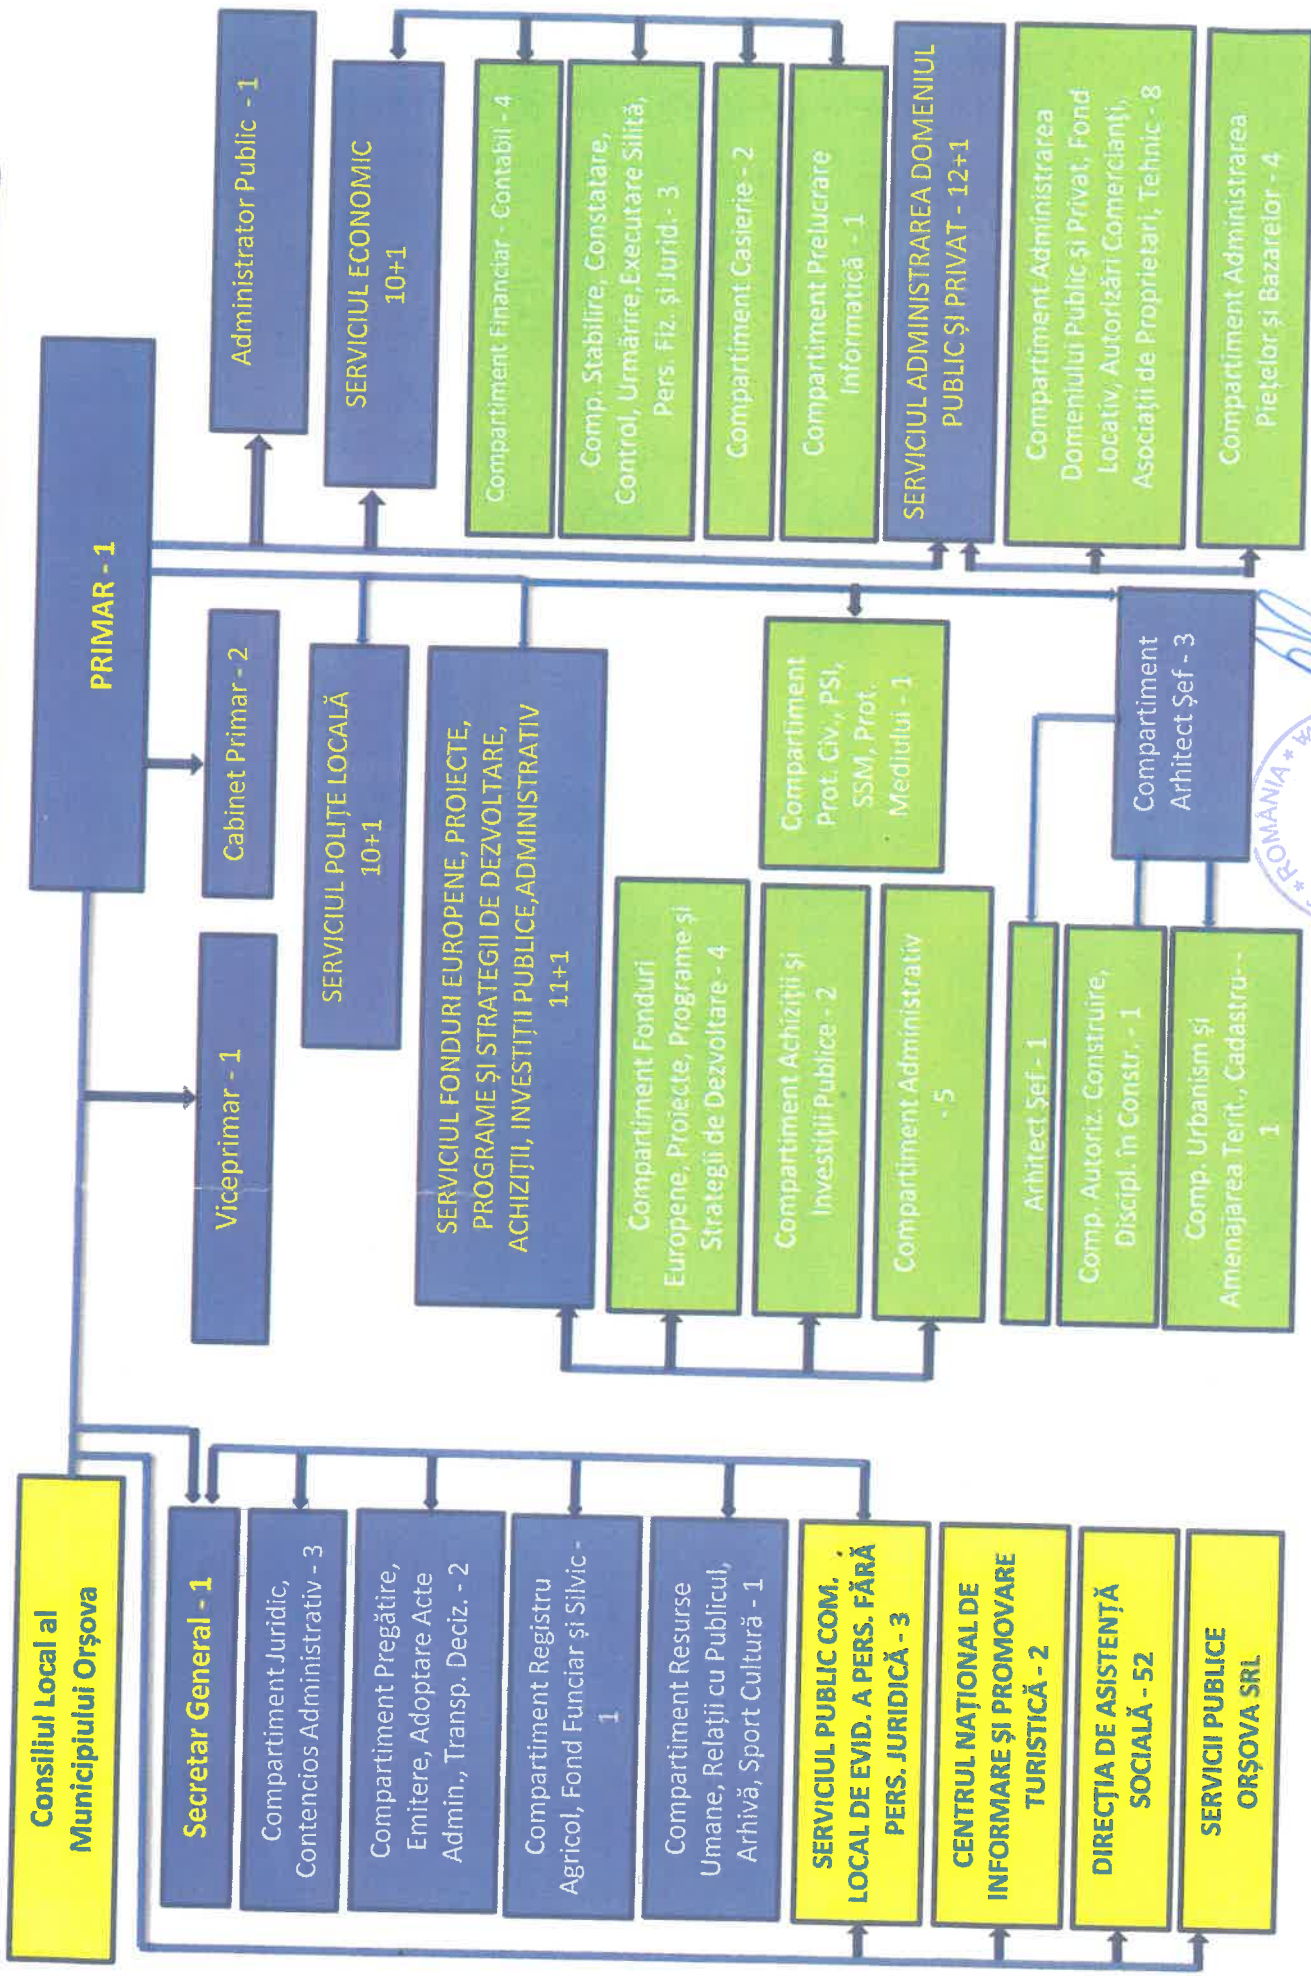 Consiliul Local al
Municipiului Orșova
PRIMAR - 1
Secretar General - 1
Compartiment Juridic,
Contencios Administrativ - 3
Compartiment Pregătire,
Emitere, Adoptare Acte
Admin., Transp. Deciz. - 2
Compartiment Registru
Agricol, Fond Funciar și Silvic -
1
Compartiment Resurse
Umane, Relații cu Publicul,
Arhivă, Sport Cultură - 1
SERVICIUL PUBLIC COM.
LOCAL DE EVID. A PERS. FĂRĂ
PERS. JURIDICĂ - 3
CENTRUL NAȚIONAL DE
INFORMARE ȘI PROMOVARE
TURISTICĂ - 2
DIRECȚIA DE ASISTENȚĂ
SOCIALĂ - 52
SERVICII PUBLICE
ORȘOVA SRL
Viceprimar - 1
Cabinet Primar - 2
SERVICIUL POLIȚE LOCALĂ
10+1
SERVICIUL FONDURI EUROPENE, PROIECTE,
PROGRAME ȘI STRATEGII DE DEZVOLTARE,
ACHIZIȚII, INVESTIȚII PUBLICE,ADMINISTRATIV
11+1
Compartiment Fonduri
Europene, Proiecte, Programe și
Strategii de Dezvoltare- 4
Compartiment Achiziții și
Investiții Publice - 2
Compartiment Administrativ
- 5
Compartiment
Prot. Civ., PSI,
SSM, Prot.
Mediului - 1
Compartiment
Arhitect Șef - 3
Arhitect Șef - 1
Comp. Autoriz. Construire,
Discipl. în Constr. - 1
Comp. Urbanism și
Amenajarea Terit., Cadastru--
1
Administrator Public - 1
SERVICIUL ECONOMIC
10+1
Compartiment Financiar - Contabil - 4
Comp. Stabilire, Constatare,
Control, Urmărire,Executare Silită,
Pers. Fiz. și Jurid.- 3
Compartiment Casierie - 2
Compartiment Prelucrare
Informatică - 1
SERVICIUL ADMINISTRAREA DOMENIUL
PUBLIC ȘI PRIVAT - 12+1
Compartiment Administrarea
Domeniului Public și Privat, Fond
Locativ, Autorizări Comercianți,
Asociații de Proprietari, Tehnic - 8
Compartiment Administrarea
Piețelor și Bazarelor - 4
* ROMÂNIA *